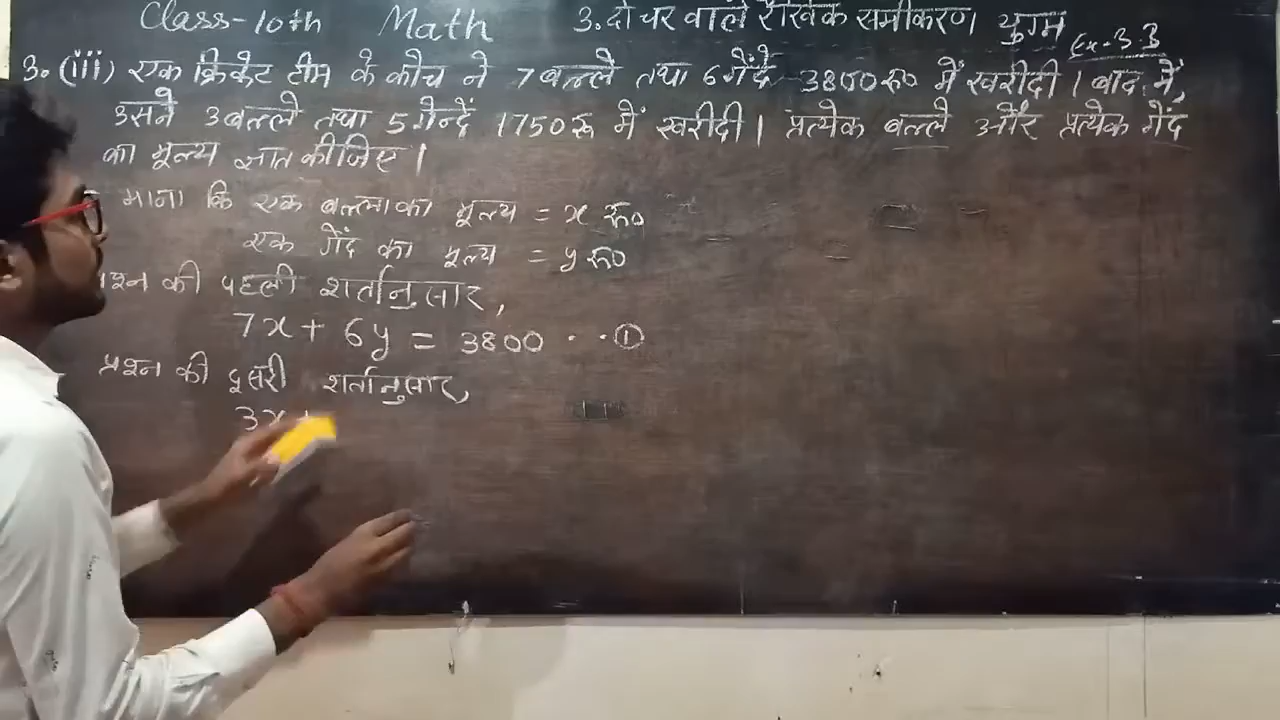 Class-10th Math 3. दो चर वाले रैखिक समीकरण युग्म Ex-3.3
3. (iii) एक क्रिकेट टीम के कोच ने 7 बल्ले तथा 6 गेंदें 3800 रू० में खरीदी। बाद में,
उसने 3 बल्ले तथा 5 गेन्दें 1750 रू में खरीदी। प्रत्येक बल्ले और प्रत्येक गेंद
का मूल्य ज्ञात कीजिए।
माना कि एक बल्ला का मूल्य = x रू०
एक गेंद का मूल्य = y रू०
प्रश्न की पहली शर्तानुसार,
7x + 6y = 3800 ...①
प्रश्न की दूसरी शर्तानुसार,
3x +